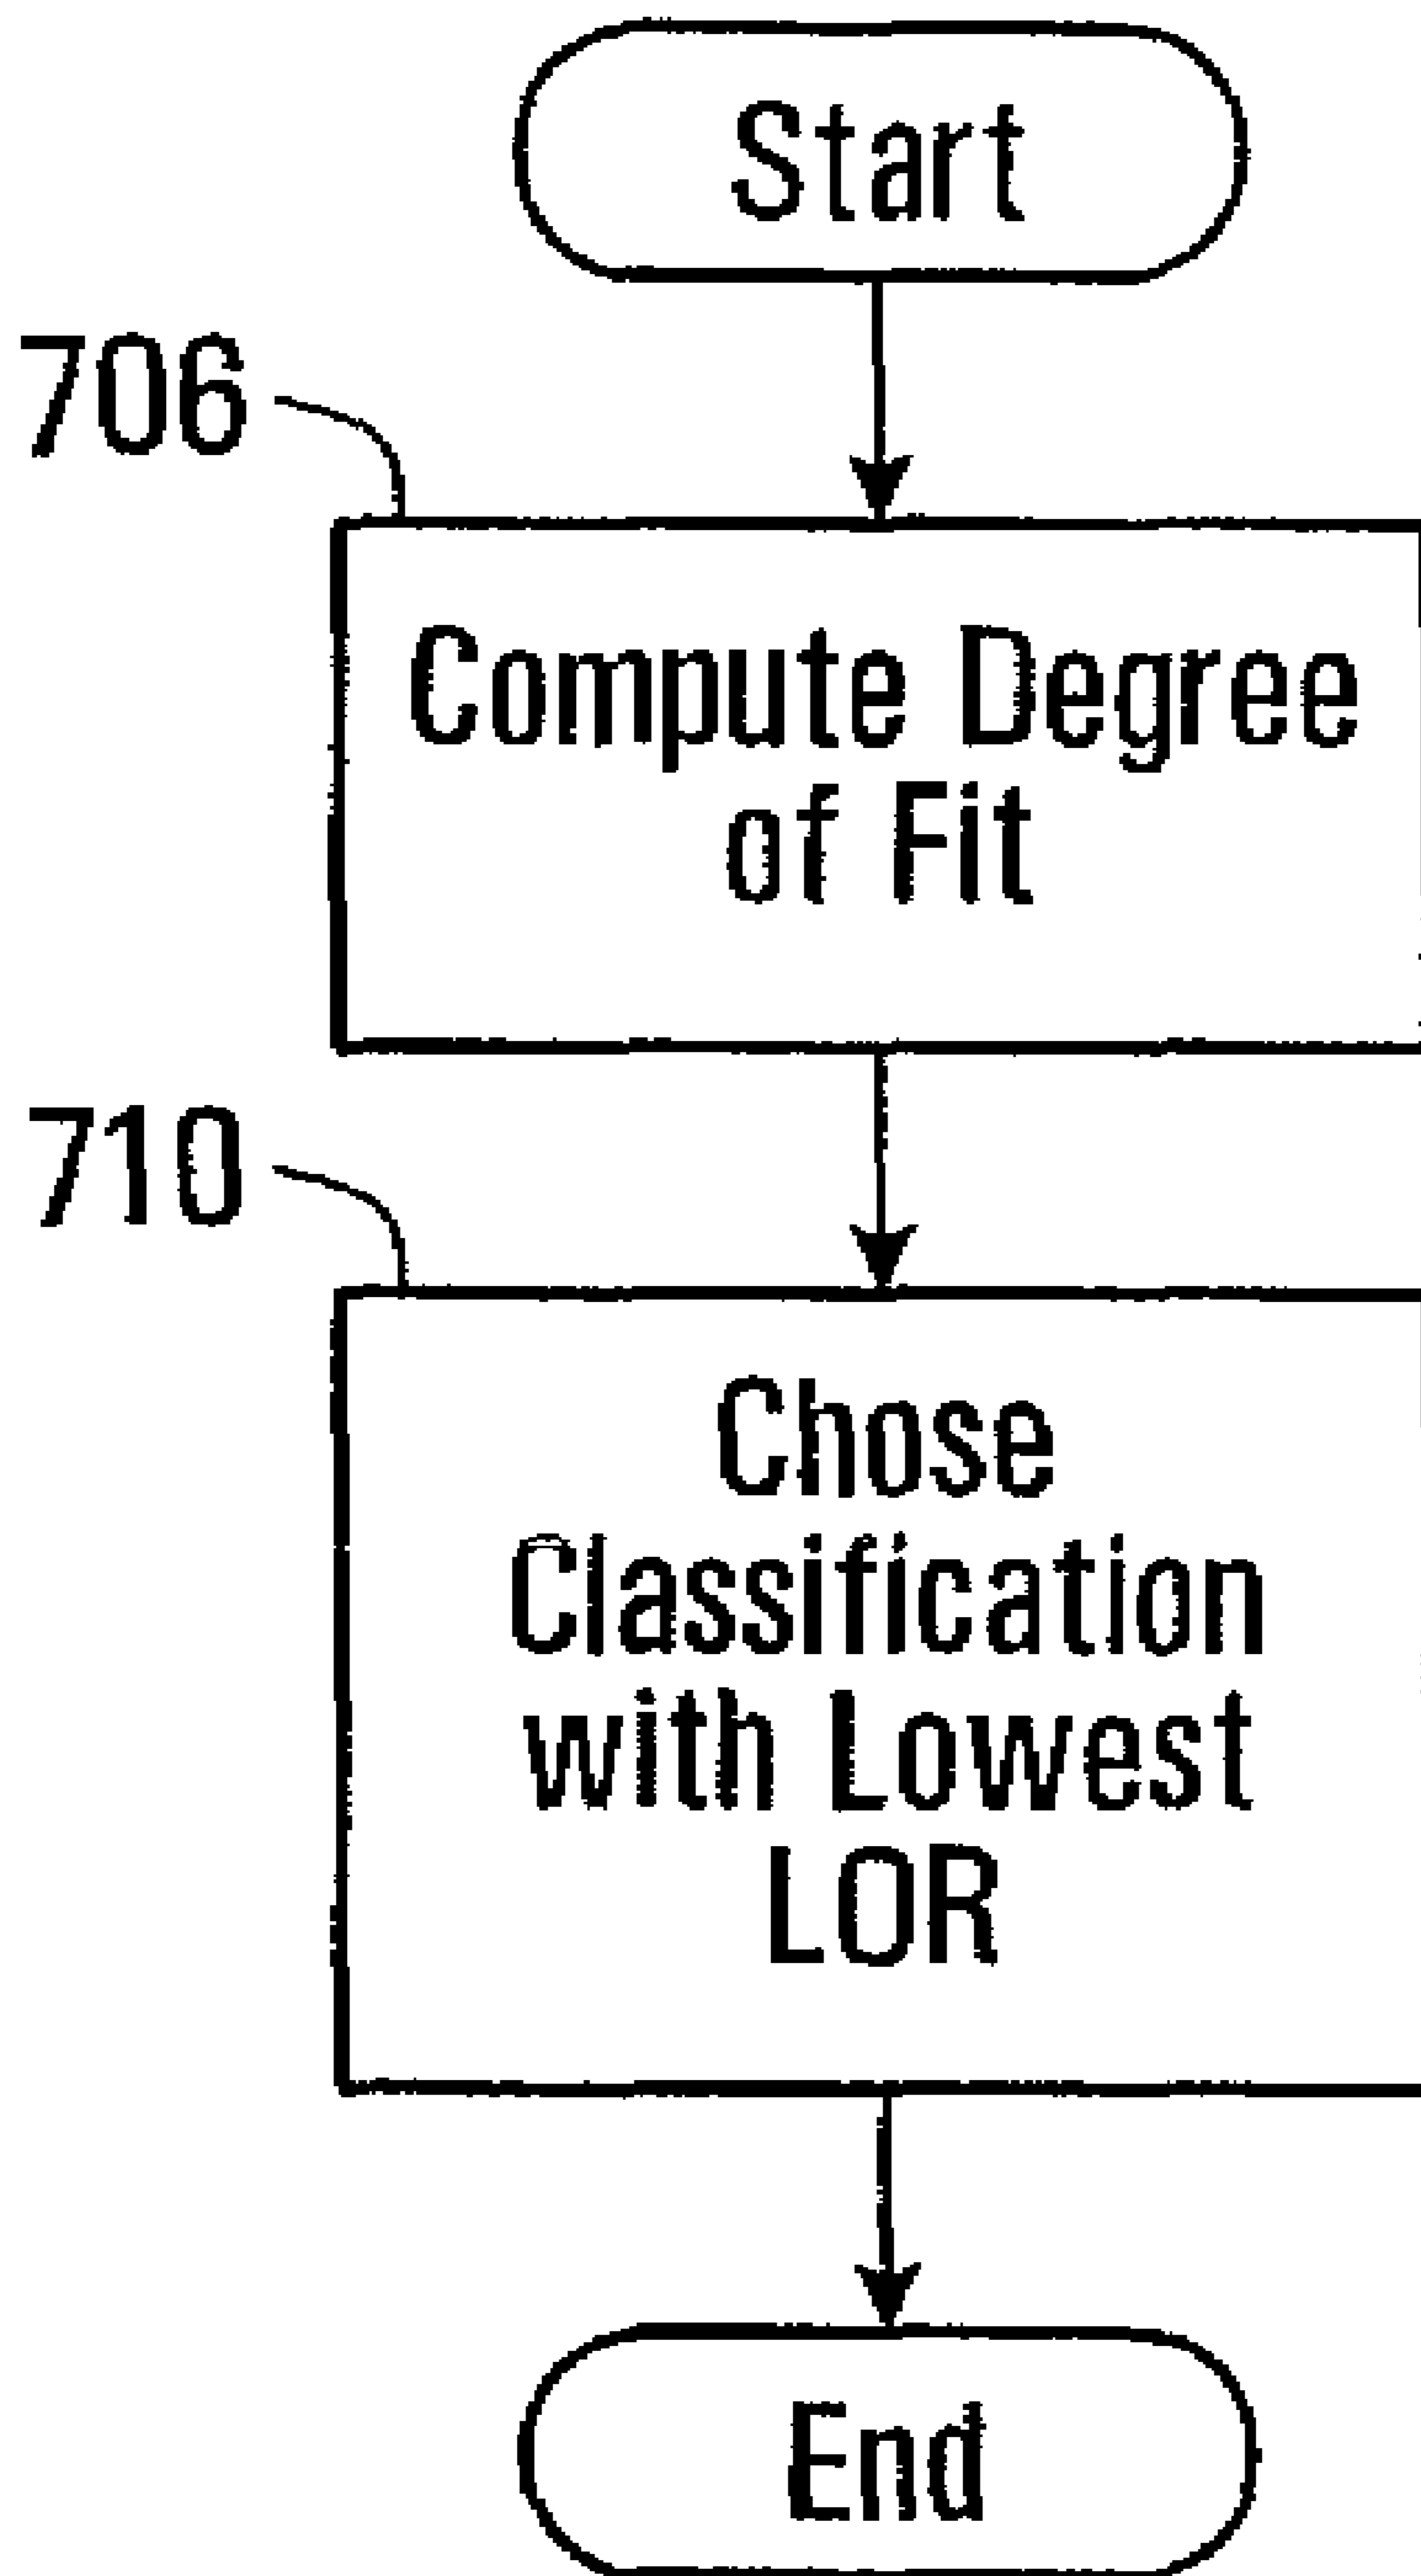 Start
706
Compute Degree
of Fit
710
Chose
Classification
with Lowest
LOR
End